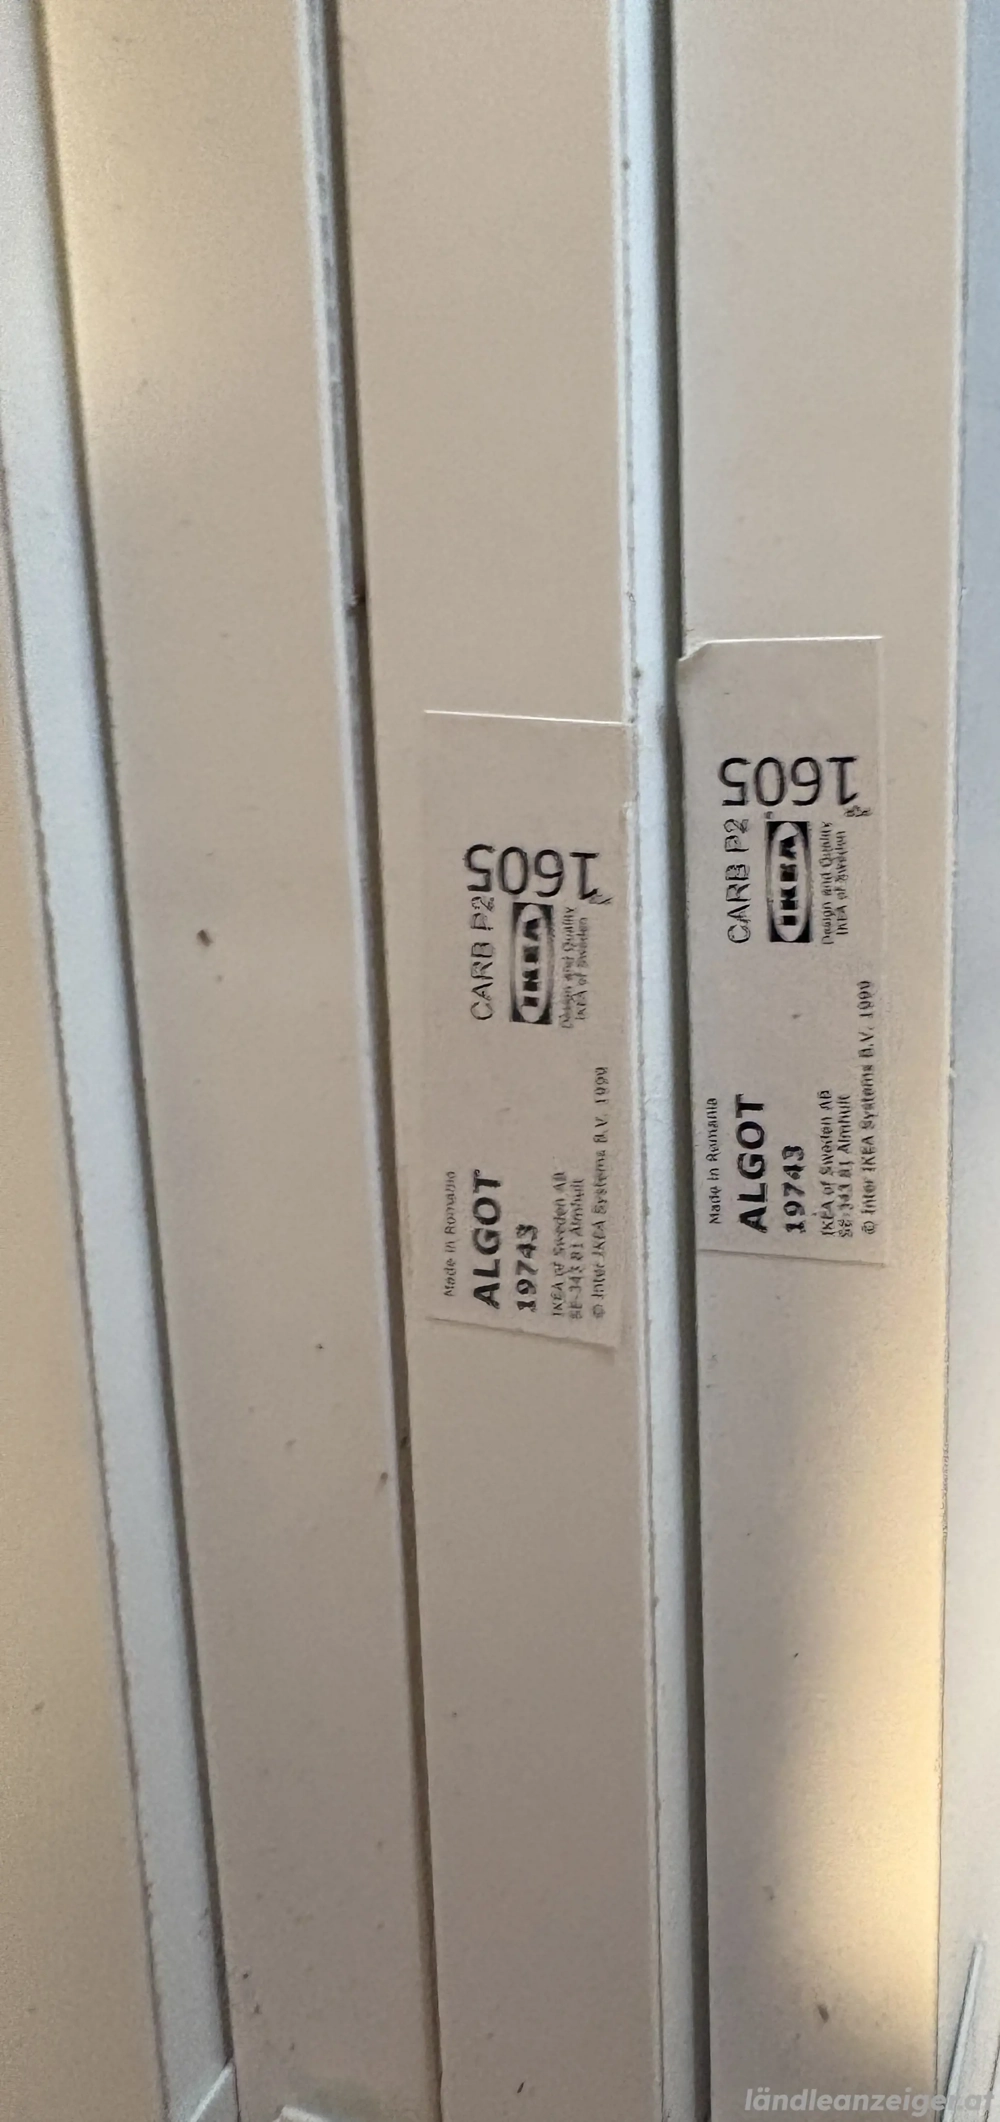 Made in Romania
ALGOT
19743
IKEA of Sweden AB
SE-343 81 Älmhult
© Inter IKEA Systems B.V. 1999
CARB P2
IKEA
Design and Quality
IKEA of Sweden
1605
Made in Romania
ALGOT
19743
IKEA of Sweden AB
SE-343 81 Älmhult
© Inter IKEA Systems B.V. 1999
CARB P2
IKEA
Design and Quality
IKEA of Sweden
1605
ländleanzeiger.at